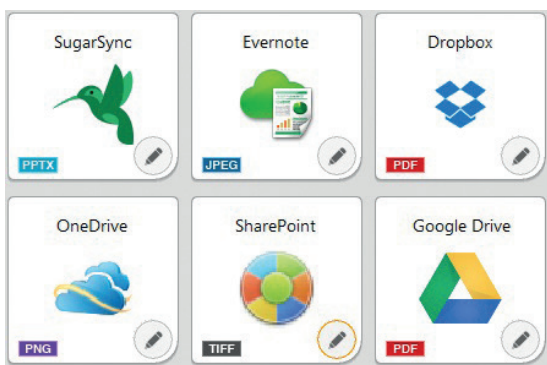 SugarSync
Evernote
Dropbox
PPTX
JPEG
PDF
OneDrive
SharePoint
Google Drive
PNG
TIFF
PDF